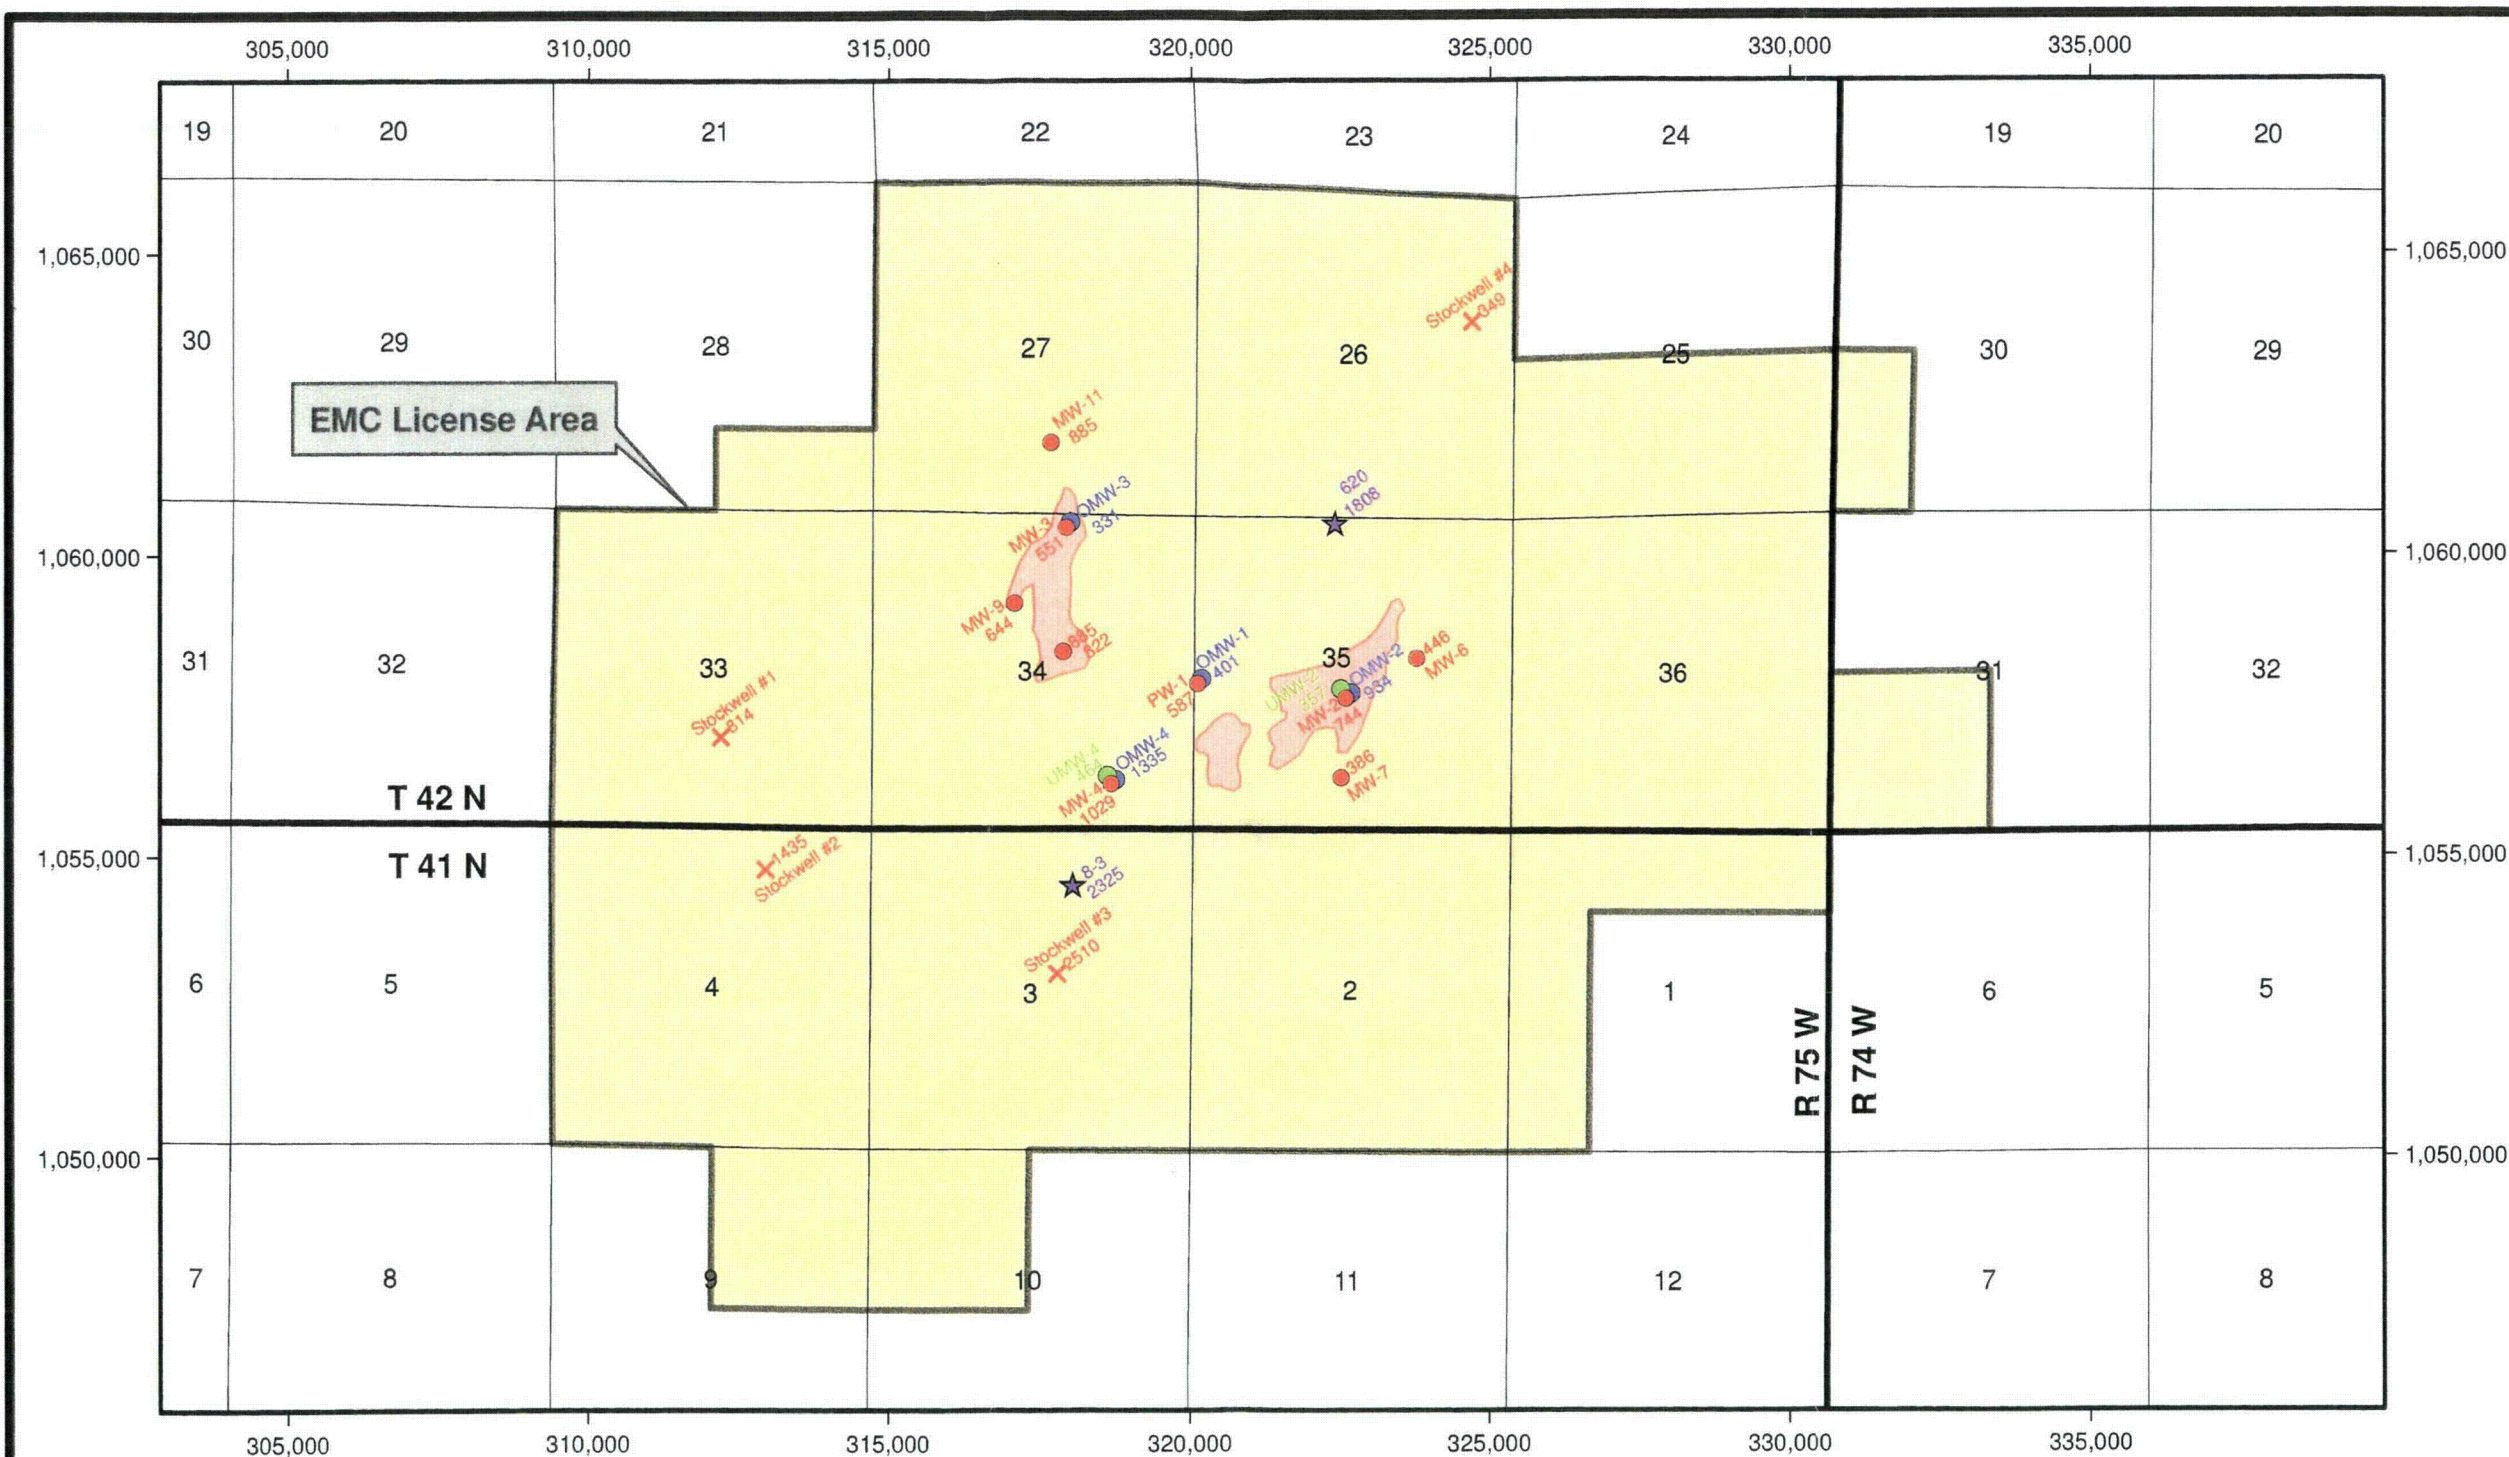 305,000 310,000 315,000 320,000 325,000 330,000 335,000
19 20 21 22 23 24 19 20
1,065,000 1,065,000
Stockwell #4
349
30 29 28 27 26 25 30 29
EMC License Area
MW-11
885
620
1808
OMW-3
331
MW-3
551
1,060,000 1,060,000
MW-9
644
885
822
31 32 33 34 35 36 31 32
OMW-1
401
PW-1
587
446
MW-6
OMW-2
934
UMW-2
357
MW-2
744
Stockwell #1
814
386
MW-7
UMW-4
464
OMW-4
1335
MW-4
1029
T 42 N
T 41 N
1,055,000 1,055,000
1435
Stockwell #2
8-3
2325
Stockwell #3
2510
6 5 4 3 2 1 6 5
R 75 W
R 74 W
1,050,000 1,050,000
7 8 9 10 11 12 7 8
305,000 310,000 315,000 320,000 325,000 330,000 335,000